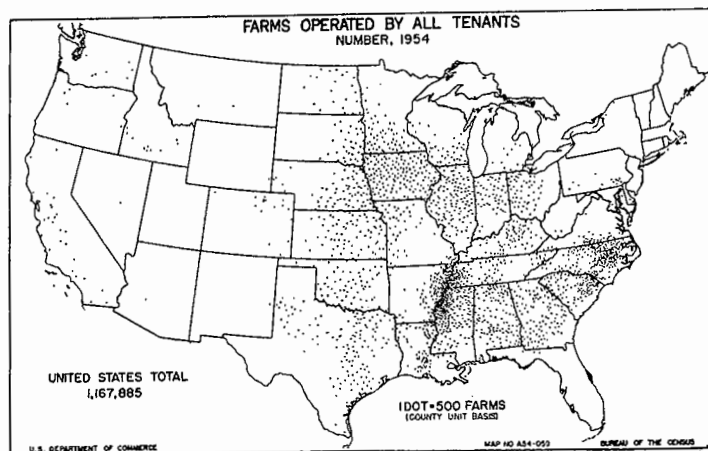 FARMS OPERATED BY ALL TENANTS
NUMBER, 1954
UNITED STATES TOTAL
1,167,885
1 DOT=500 FARMS
(COUNTY UNIT BASIS)
U.S. DEPARTMENT OF COMMERCE
MAP NO A54-053
BUREAU OF THE CENSUS